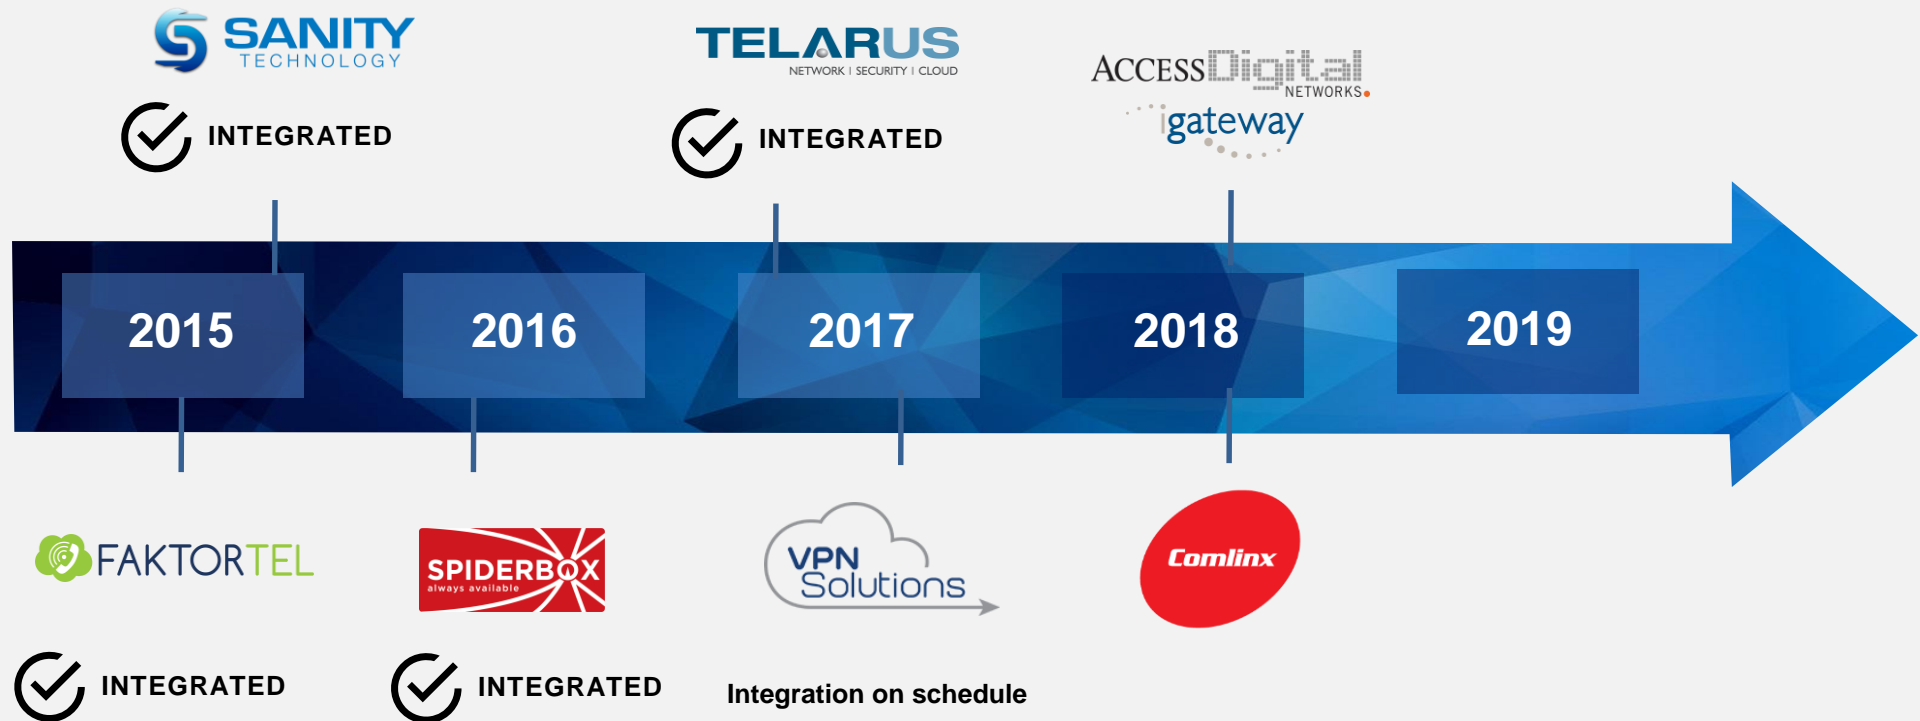 SANITY
TECHNOLOGY
INTEGRATED
TELARUS
NETWORK | SECURITY | CLOUD
INTEGRATED
ACCESS Digital
NETWORKS.
igateway
2015
2016
2017
2018
2019
FAKTORTEL
INTEGRATED
SPIDERBOX
always available
INTEGRATED
VPN
Solutions
Integration on schedule
Comlinx